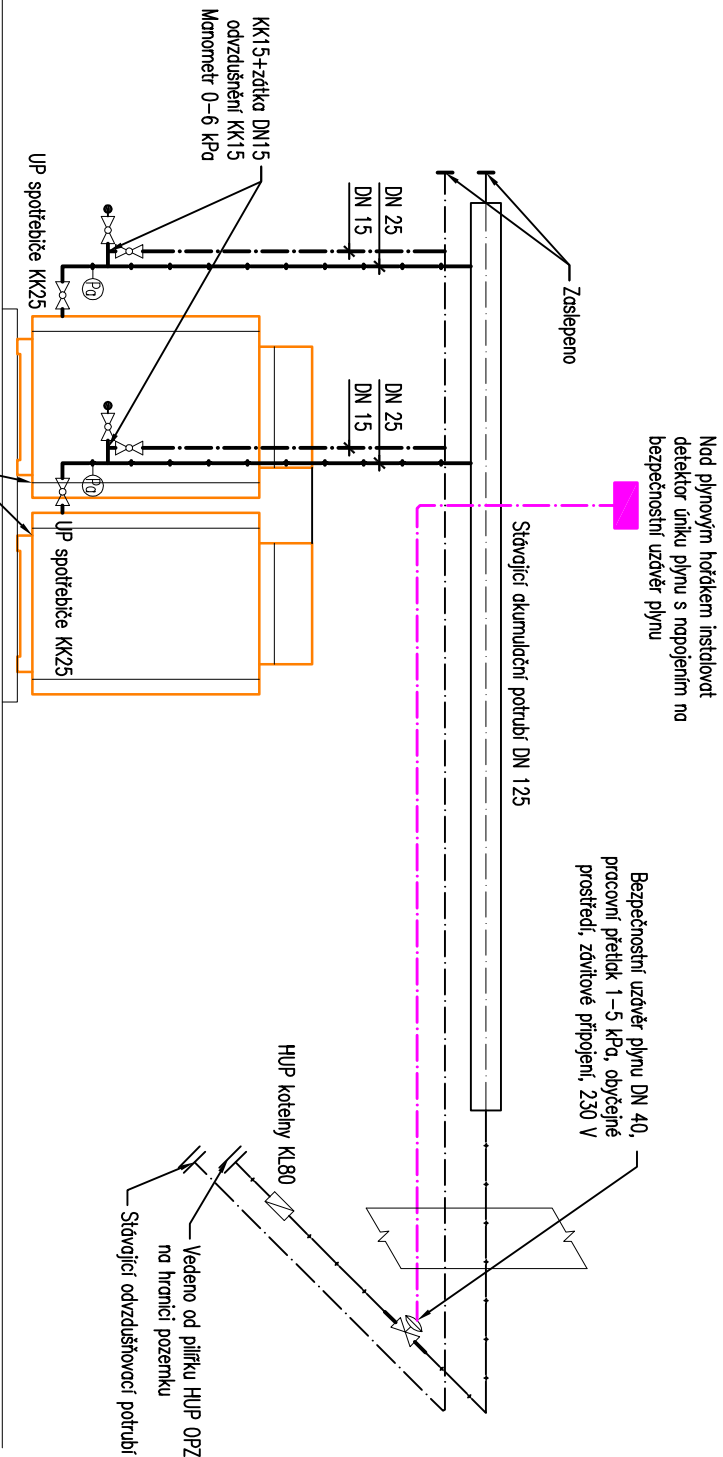 Nad plynovým hořákem instalovat
detektor úniku plynu s napojením na
bezpečnostní uzávěr plynu
Bezpečnostní uzávěr plynu DN 40,
pracovní přetlak 1-5 kPa, obyčejné
prostředí, závitové připojení, 230 V
Zaslepeno
Stávající akumulační potrubí DN 125
DN 25
DN 15
DN 25
DN 15
KK15+zátka DN15
odvzdušnění KK15
Manometr 0-6 kPa
Pa
Pa
UP spotřebiče KK25
UP spotřebiče KK25
HUP kotelny KL80
Vedeno od pilířku HUP OPZ
na hranici pozemku
Stávající odvzdušňovací potrubí